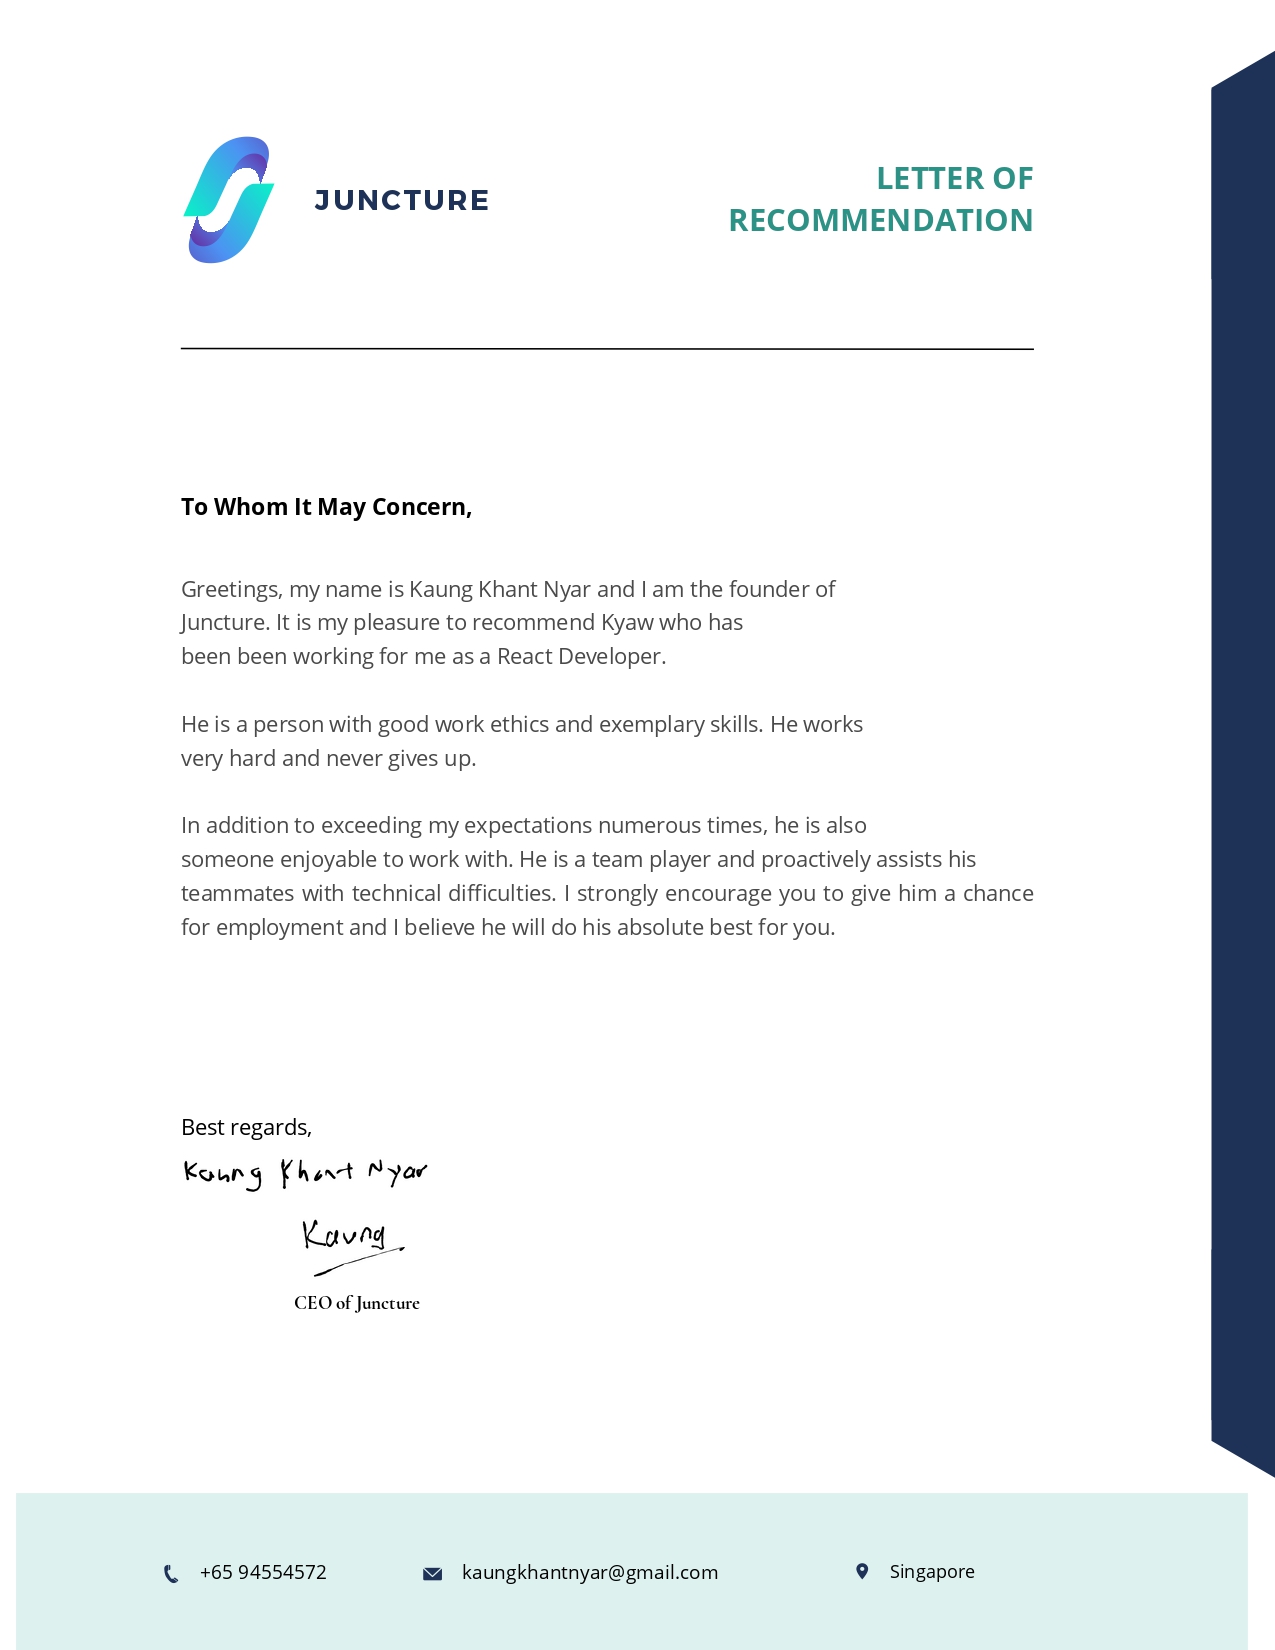 JUNCTURE
LETTER OF
RECOMMENDATION
To Whom It May Concern,
Greetings, my name is Kaung Khant Nyar and I am the founder of
Juncture. It is my pleasure to recommend Kyaw who has
been been working for me as a React Developer.
He is a person with good work ethics and exemplary skills. He works
very hard and never gives up.
In addition to exceeding my expectations numerous times, he is also
someone enjoyable to work with. He is a team player and proactively assists his
teammates with technical difficulties. I strongly encourage you to give him a chance
for employment and I believe he will do his absolute best for you.
Best regards,
Kaung Khant Nyar
Kaung
CEO of Juncture
+65 94554572 kaungkhantnyar@gmail.com Singapore